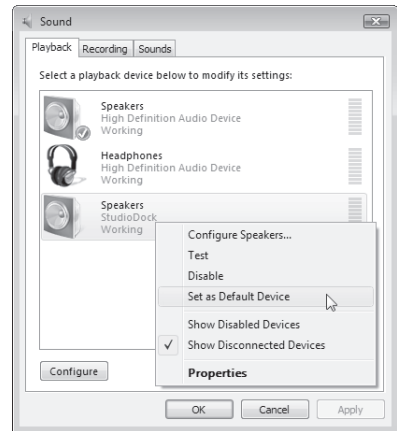 Sound
Playback Recording Sounds
Select a playback device below to modify its settings:
Speakers
High Definition Audio Device
Working
Headphones
High Definition Audio Device
Working
Speakers
StudioDock
Working
Configure Speakers...
Test
Disable
Set as Default Device
Show Disabled Devices
Show Disconnected Devices
Properties
Configure
OK Cancel Apply